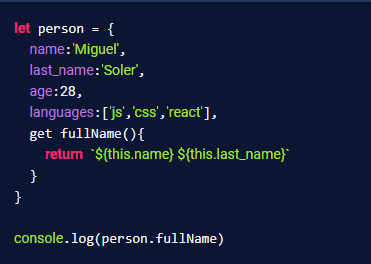 let person = {
name:'Miguel',
last_name:'Soler',
age:28,
languages:['js','css','react'],
get fullName(){
return `${this.name} ${this.last_name}`
}
}
console.log(person.fullName)